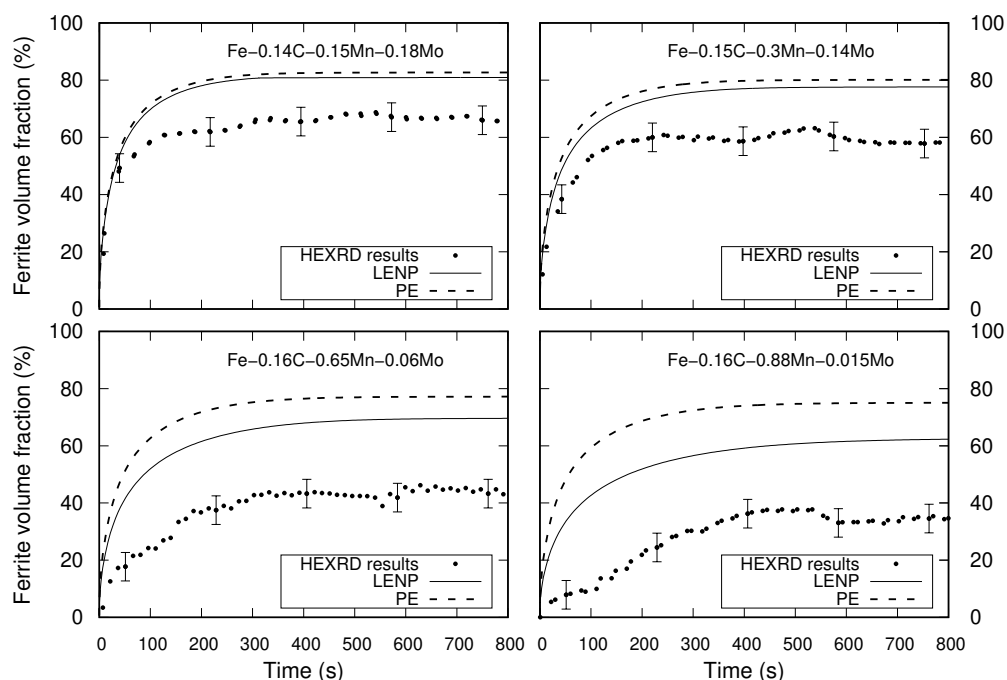 Ferrite volume fraction (%)
100
80
60
40
20
0
Fe−0.14C−0.15Mn−0.18Mo
HEXRD results
LENP
PE
Fe−0.15C−0.3Mn−0.14Mo
HEXRD results
LENP
PE
100
80
60
40
20
0
Ferrite volume fraction (%)
100
80
60
40
20
0
Fe−0.16C−0.65Mn−0.06Mo
HEXRD results
LENP
PE
0 100 200 300 400 500 600 700 800
Time (s)
Fe−0.16C−0.88Mn−0.015Mo
HEXRD results
LENP
PE
100
80
60
40
20
0
0 100 200 300 400 500 600 700 800
Time (s)